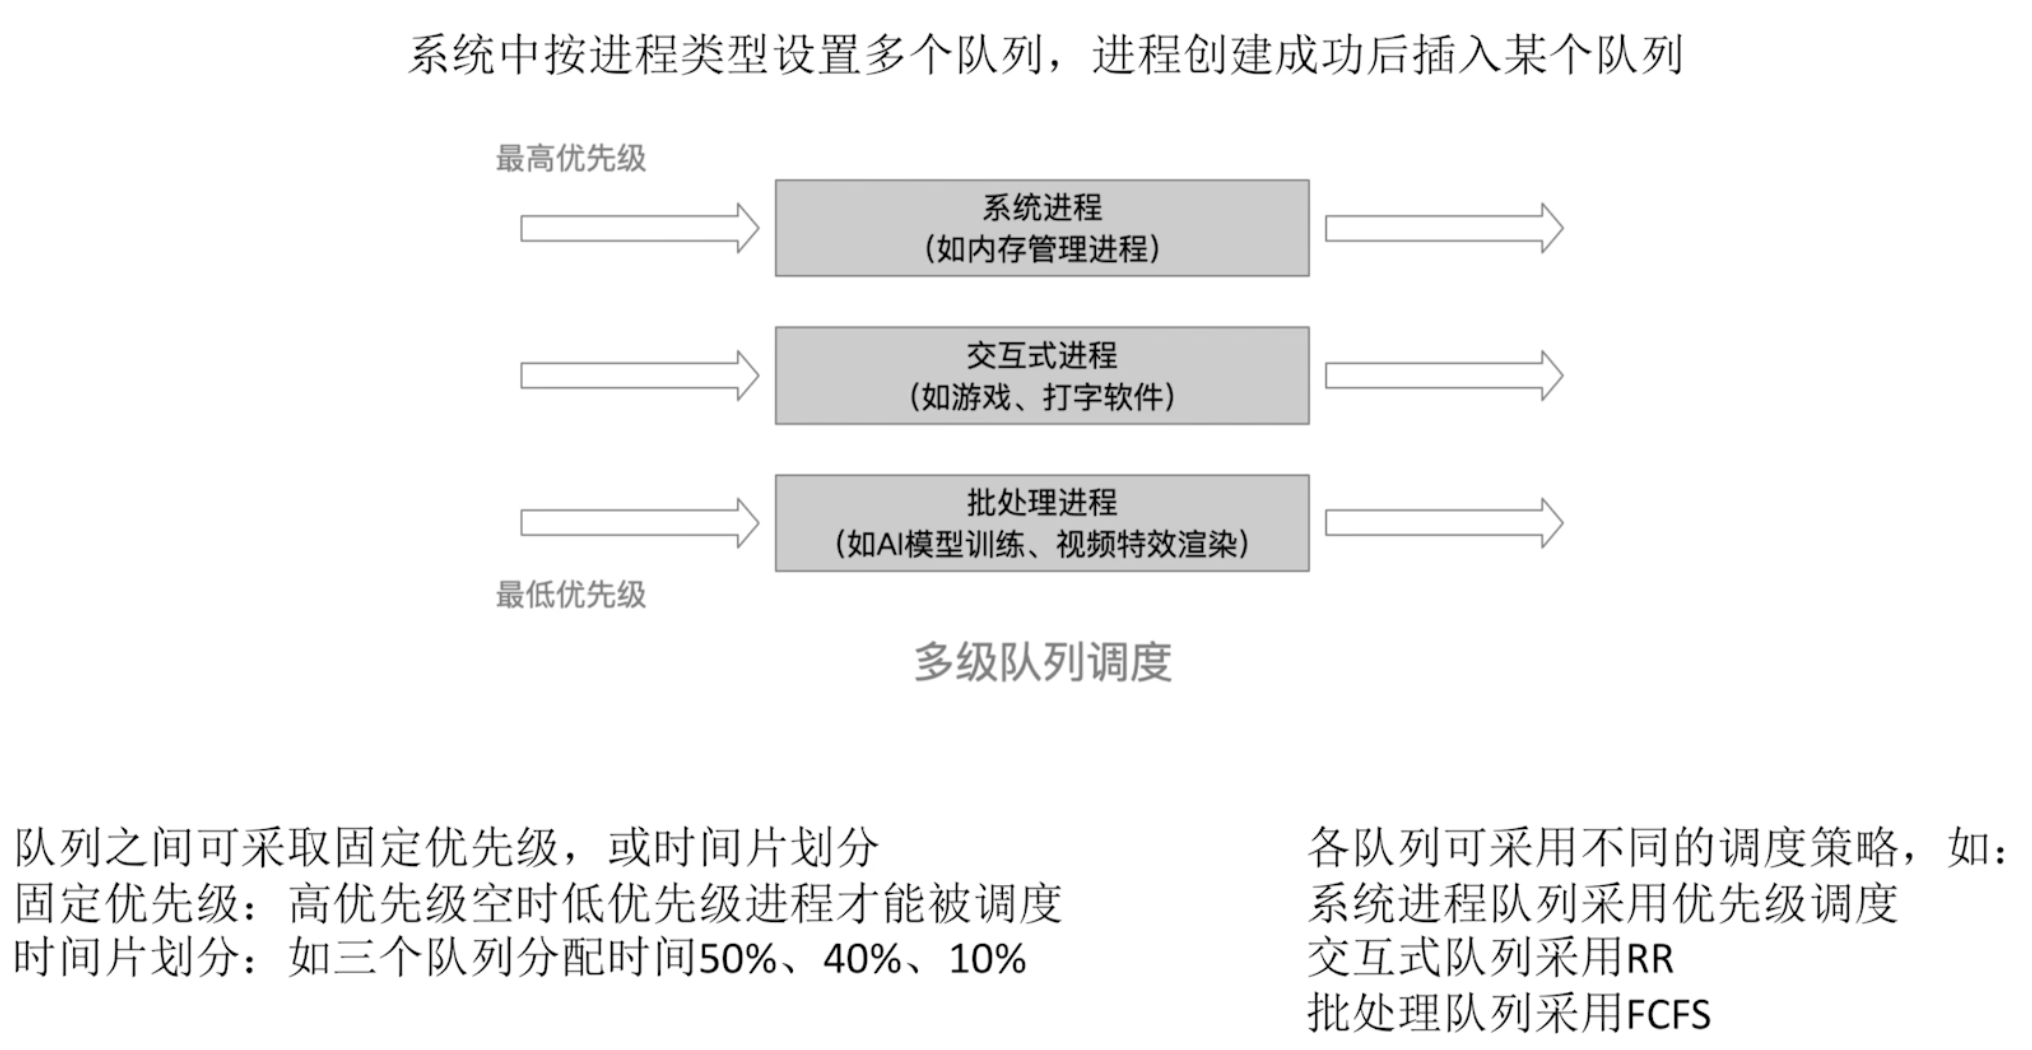 系统中按进程类型设置多个队列，进程创建成功后插入某个队列
最高优先级
系统进程
（如内存管理进程）
交互式进程
（如游戏、打字软件）
批处理进程
（如AI模型训练、视频特效渲染）
最低优先级
多级队列调度
队列之间可采取固定优先级，或时间片划分
固定优先级：高优先级空时低优先级进程才能被调度
时间片划分：如三个队列分配时间50%、40%、10%
各队列可采用不同的调度策略，如：
系统进程队列采用优先级调度
交互式队列采用RR
批处理队列采用FCFS